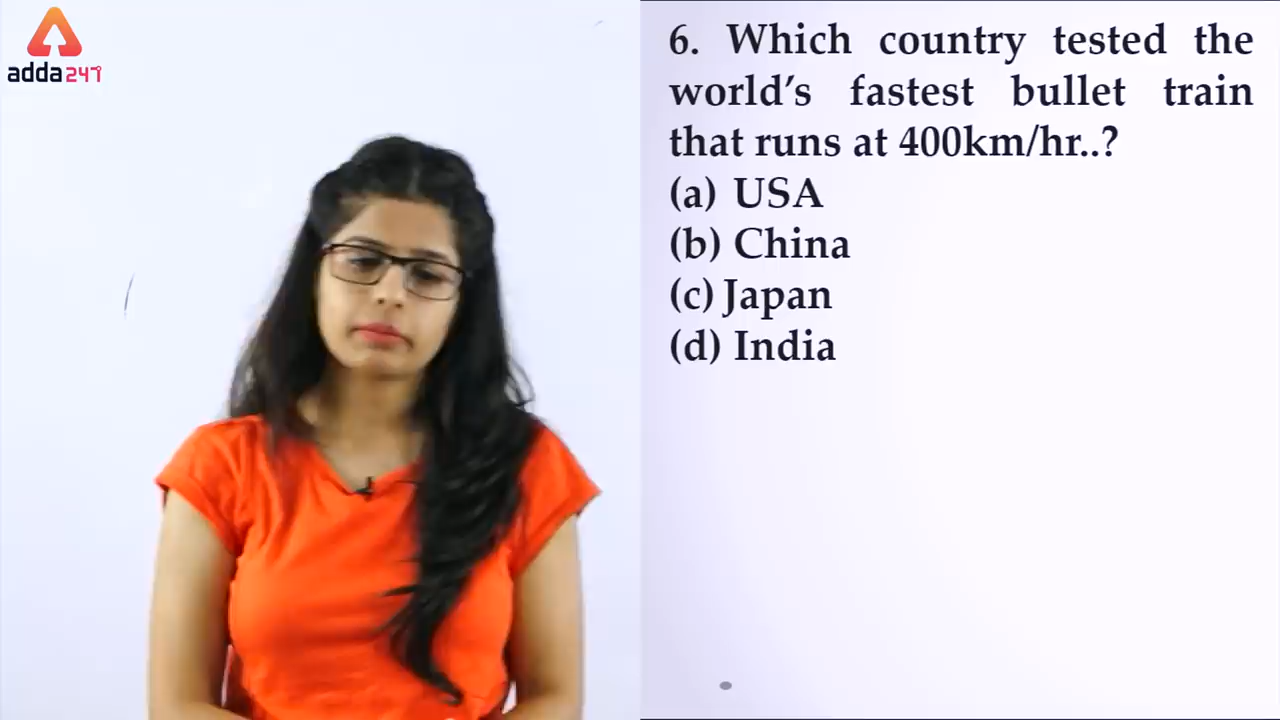 adda247
6. Which country tested the
world's fastest bullet train
that runs at 400km/hr..?
(a) USA
(b) China
(c) Japan
(d) India